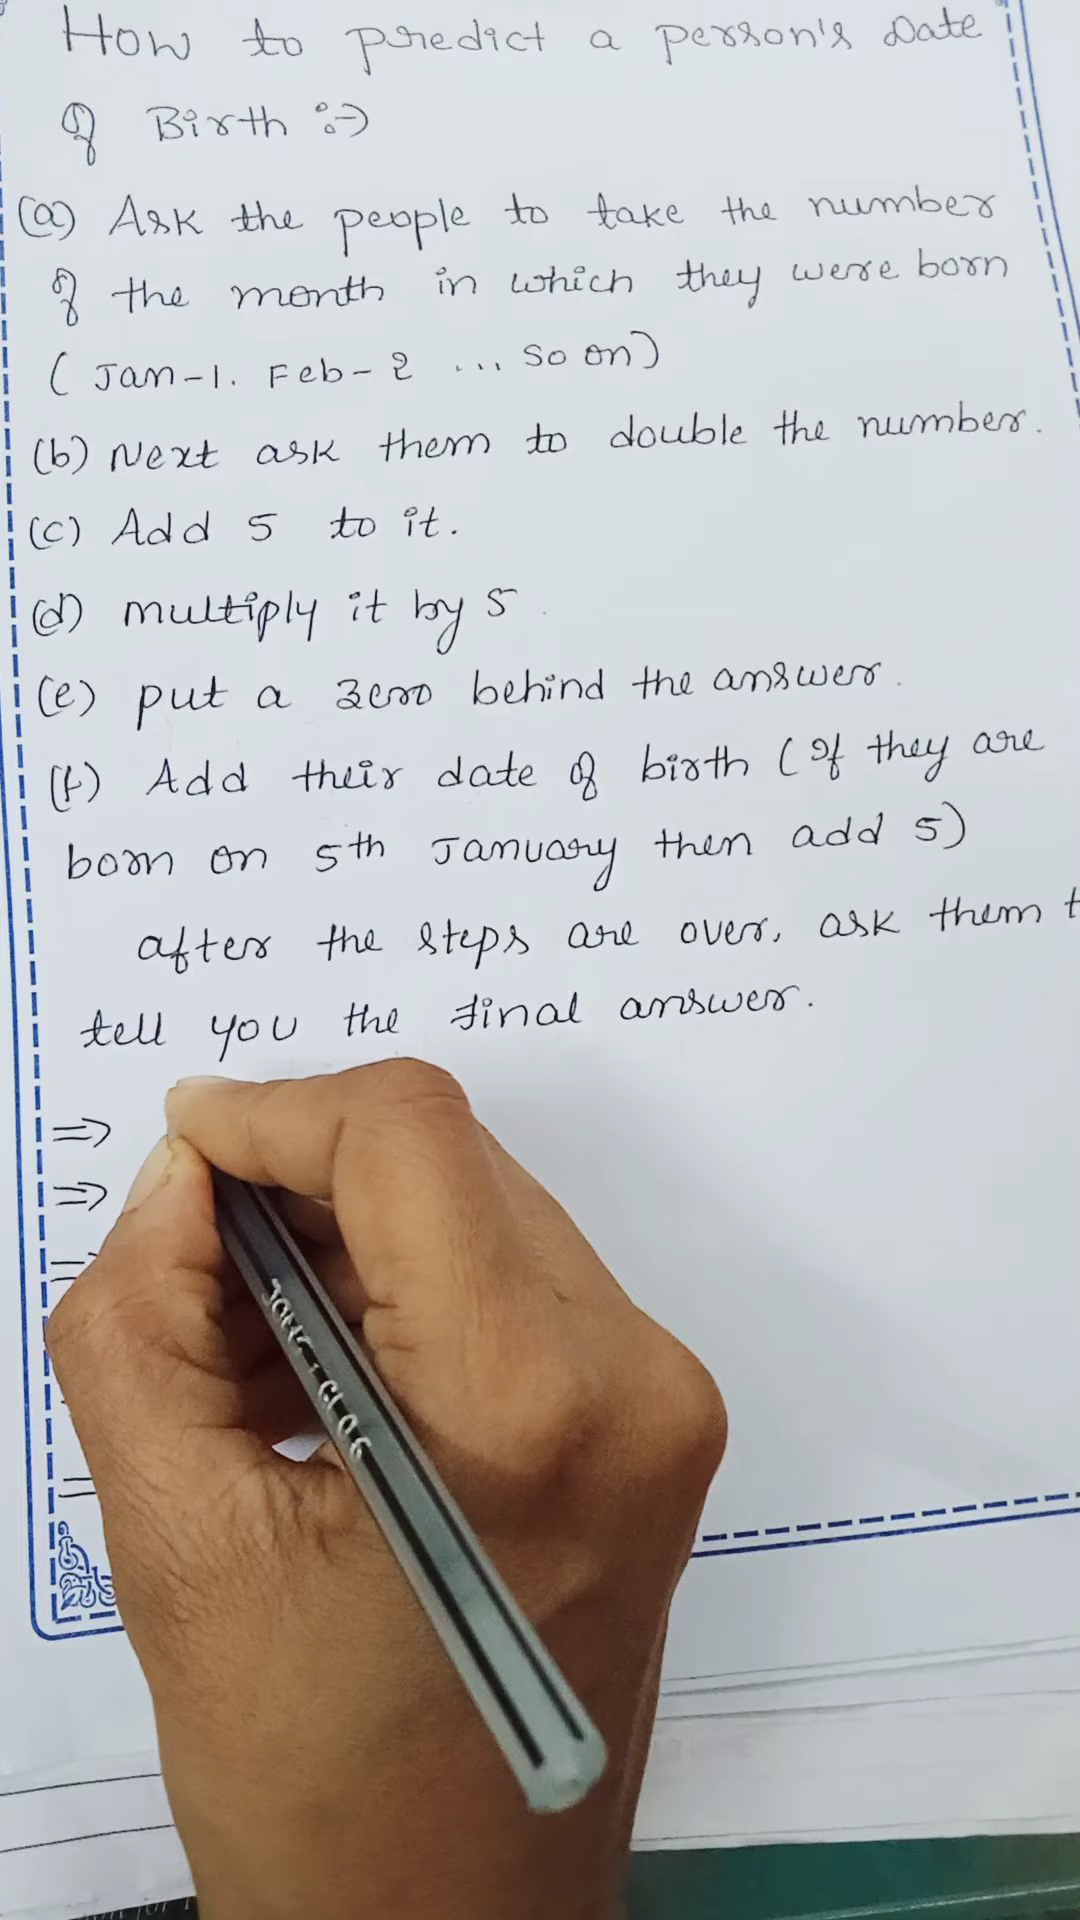 How to predict a person's Date
of Birth :-)
(a) Ask the people to take the number
of the month in which they were born
( Jan-1. Feb-2 ... so on)
(b) Next ask them to double the number.
(c) Add 5 to it.
(d) multiply it by 5
(e) put a zero behind the answer.
(f) Add their date of birth (If they are
born on 5th January then add 5)
after the steps are over, ask them t
tell you the final answer.
⇒
⇒